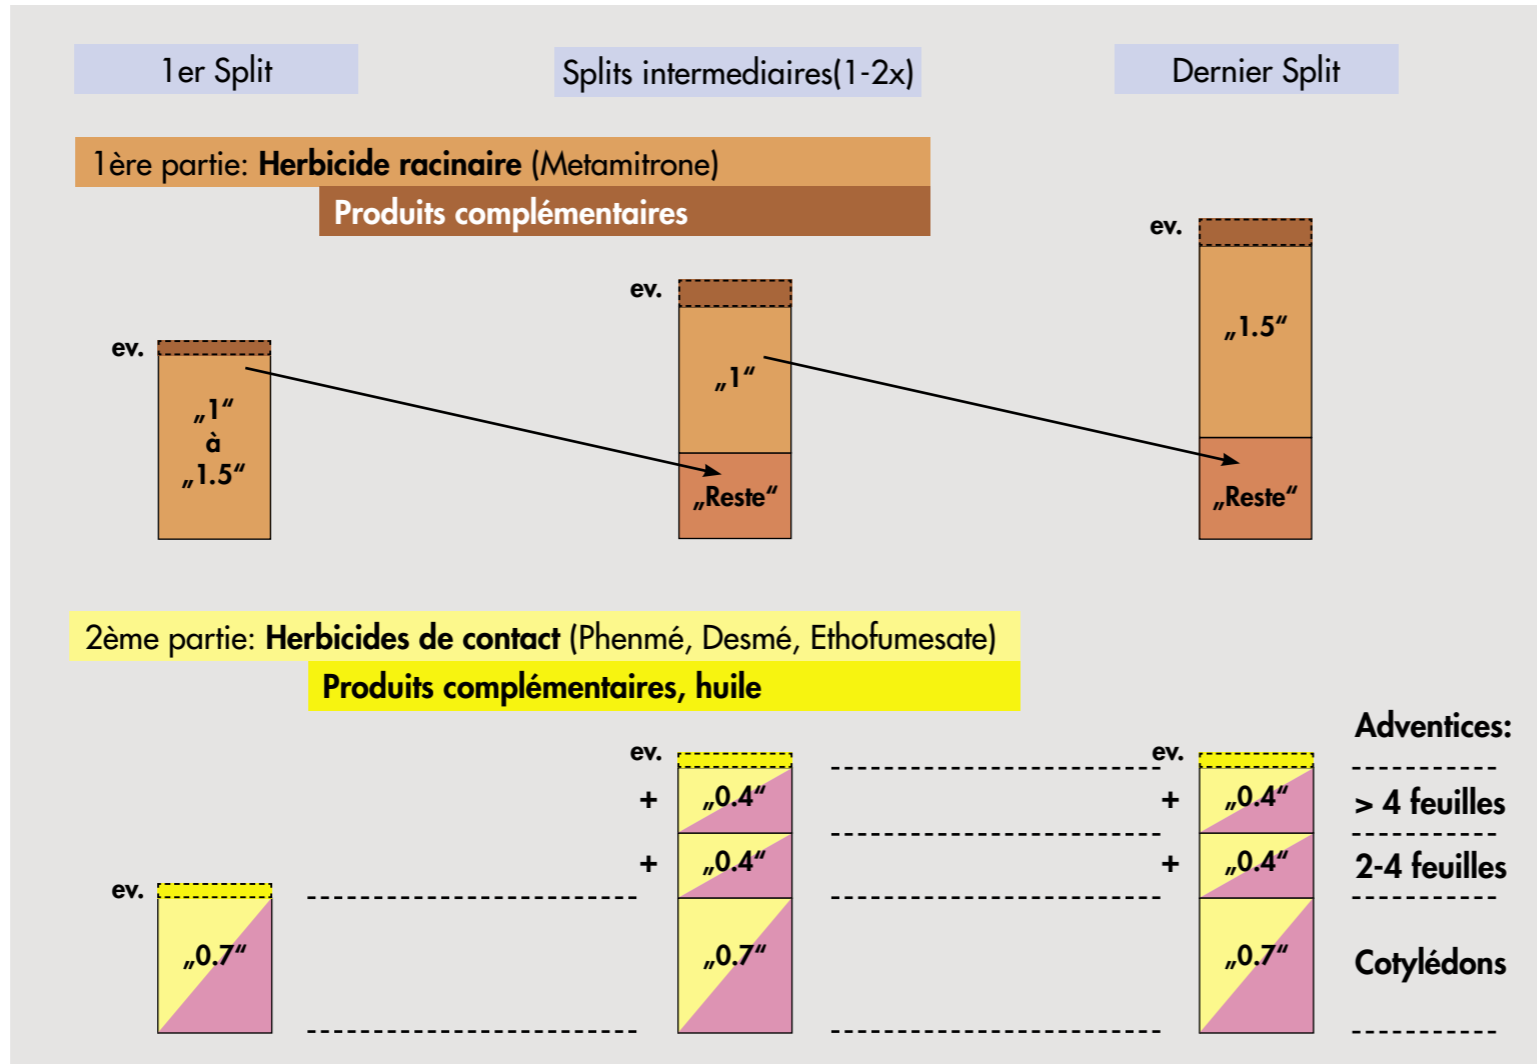 1er Split
Splits intermediaires(1-2x)
Dernier Split
1ère partie: Herbicide racinaire (Metamitrone)
Produits complémentaires
ev.
„1“
à
„1.5“
ev.
„1“
„Reste“
ev.
„1.5“
„Reste“
2ème partie: Herbicides de contact (Phenmé, Desmé, Ethofumesate)
Produits complémentaires, huile
ev.
„0.7“
ev.
+ „0.4“
+ „0.4“
„0.7“
ev.
+ „0.4“
+ „0.4“
„0.7“
Adventices:
> 4 feuilles
2-4 feuilles
Cotylédons